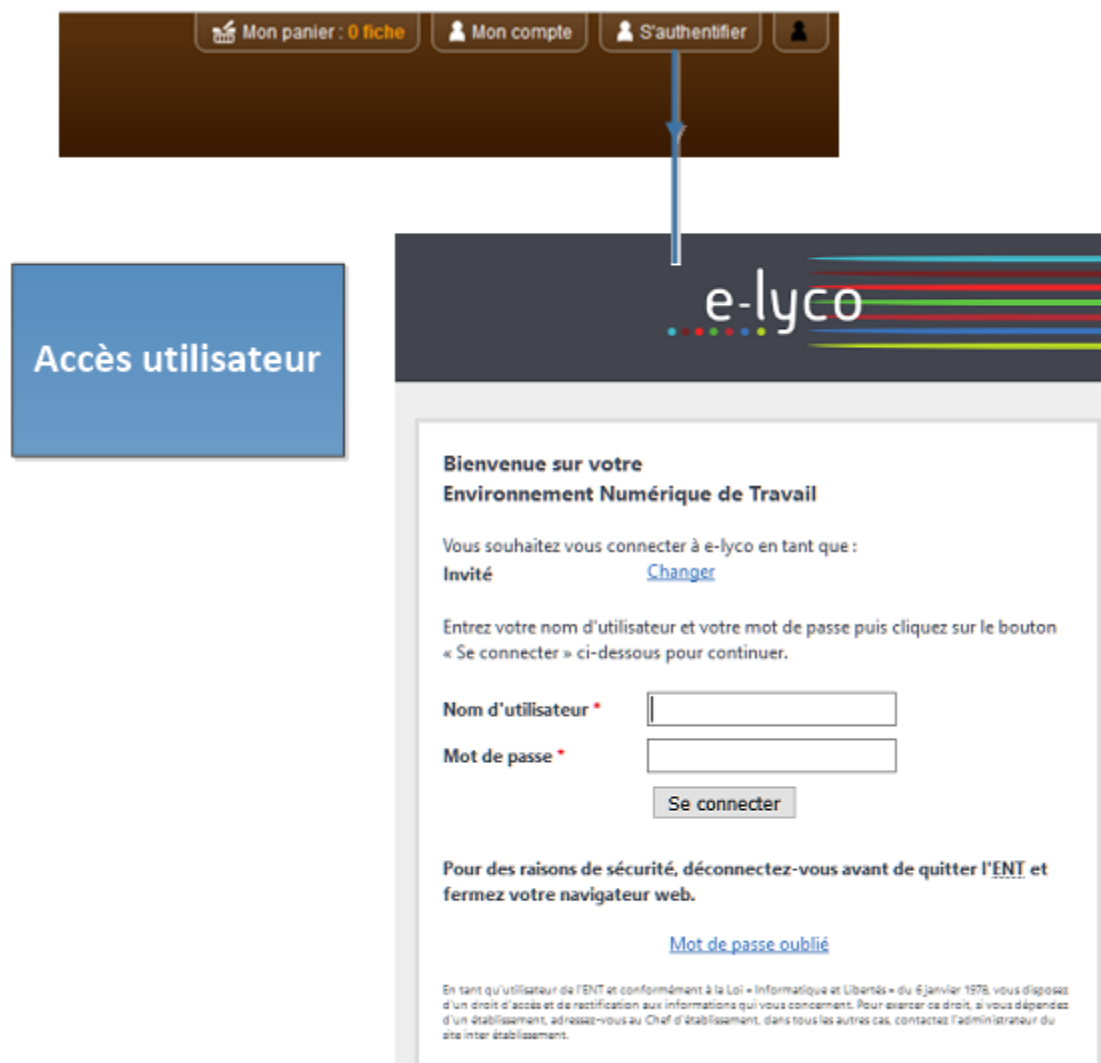 Mon panier : 0 fiche
Mon compte
S'authentifier
e-lyco
Accès utilisateur
Bienvenue sur votre
Environnement Numérique de Travail
Vous souhaitez vous connecter à e-lyco en tant que :
Invité Changer
Entrez votre nom d'utilisateur et votre mot de passe puis cliquez sur le bouton
« Se connecter » ci-dessous pour continuer.
Nom d'utilisateur *
Mot de passe *
Se connecter
Pour des raisons de sécurité, déconnectez-vous avant de quitter l'ENT et
fermez votre navigateur web.
Mot de passe oublié
En tant qu'utilisateur de l'ENT et conformément à la Loi « Informatique et Libertés » du 6 janvier 1978, vous disposez
d'un droit d'accès et de rectification aux informations qui vous concernent. Pour exercer ce droit, si vous dépendez
d'un établissement, adressez-vous au Chef d'établissement, dans tous les autres cas, contactez l'administrateur du
site inter établissement.